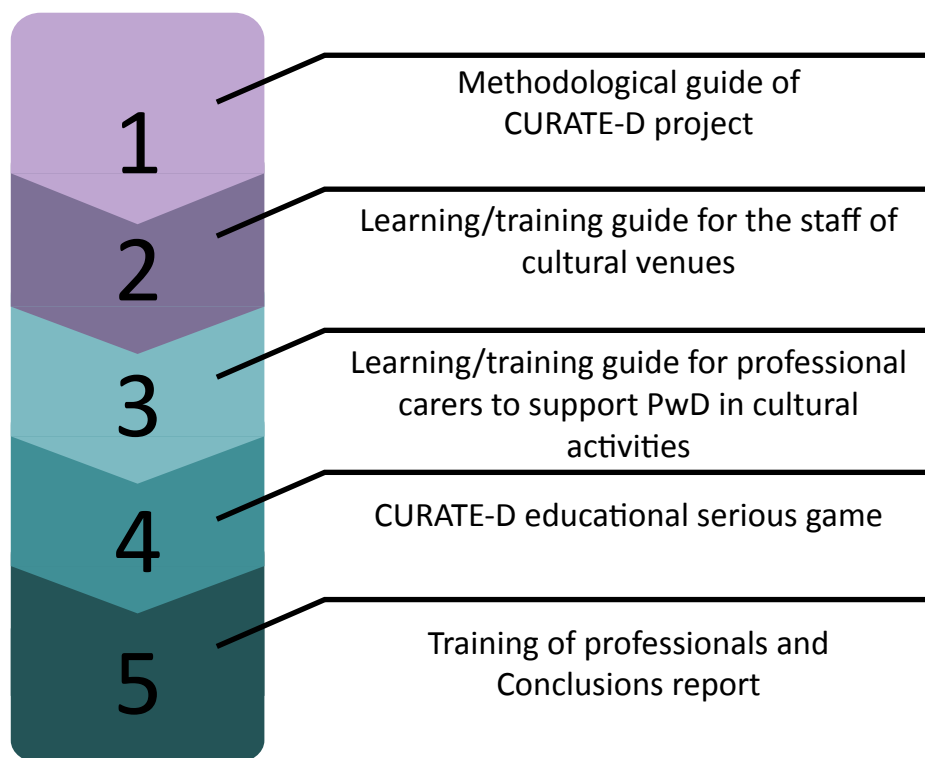 1
Methodological guide of
CURATE-D project
2
Learning/training guide for the staff of
cultural venues
3
Learning/training guide for professional
carers to support PwD in cultural
activities
4
CURATE-D educational serious game
5
Training of professionals and
Conclusions report